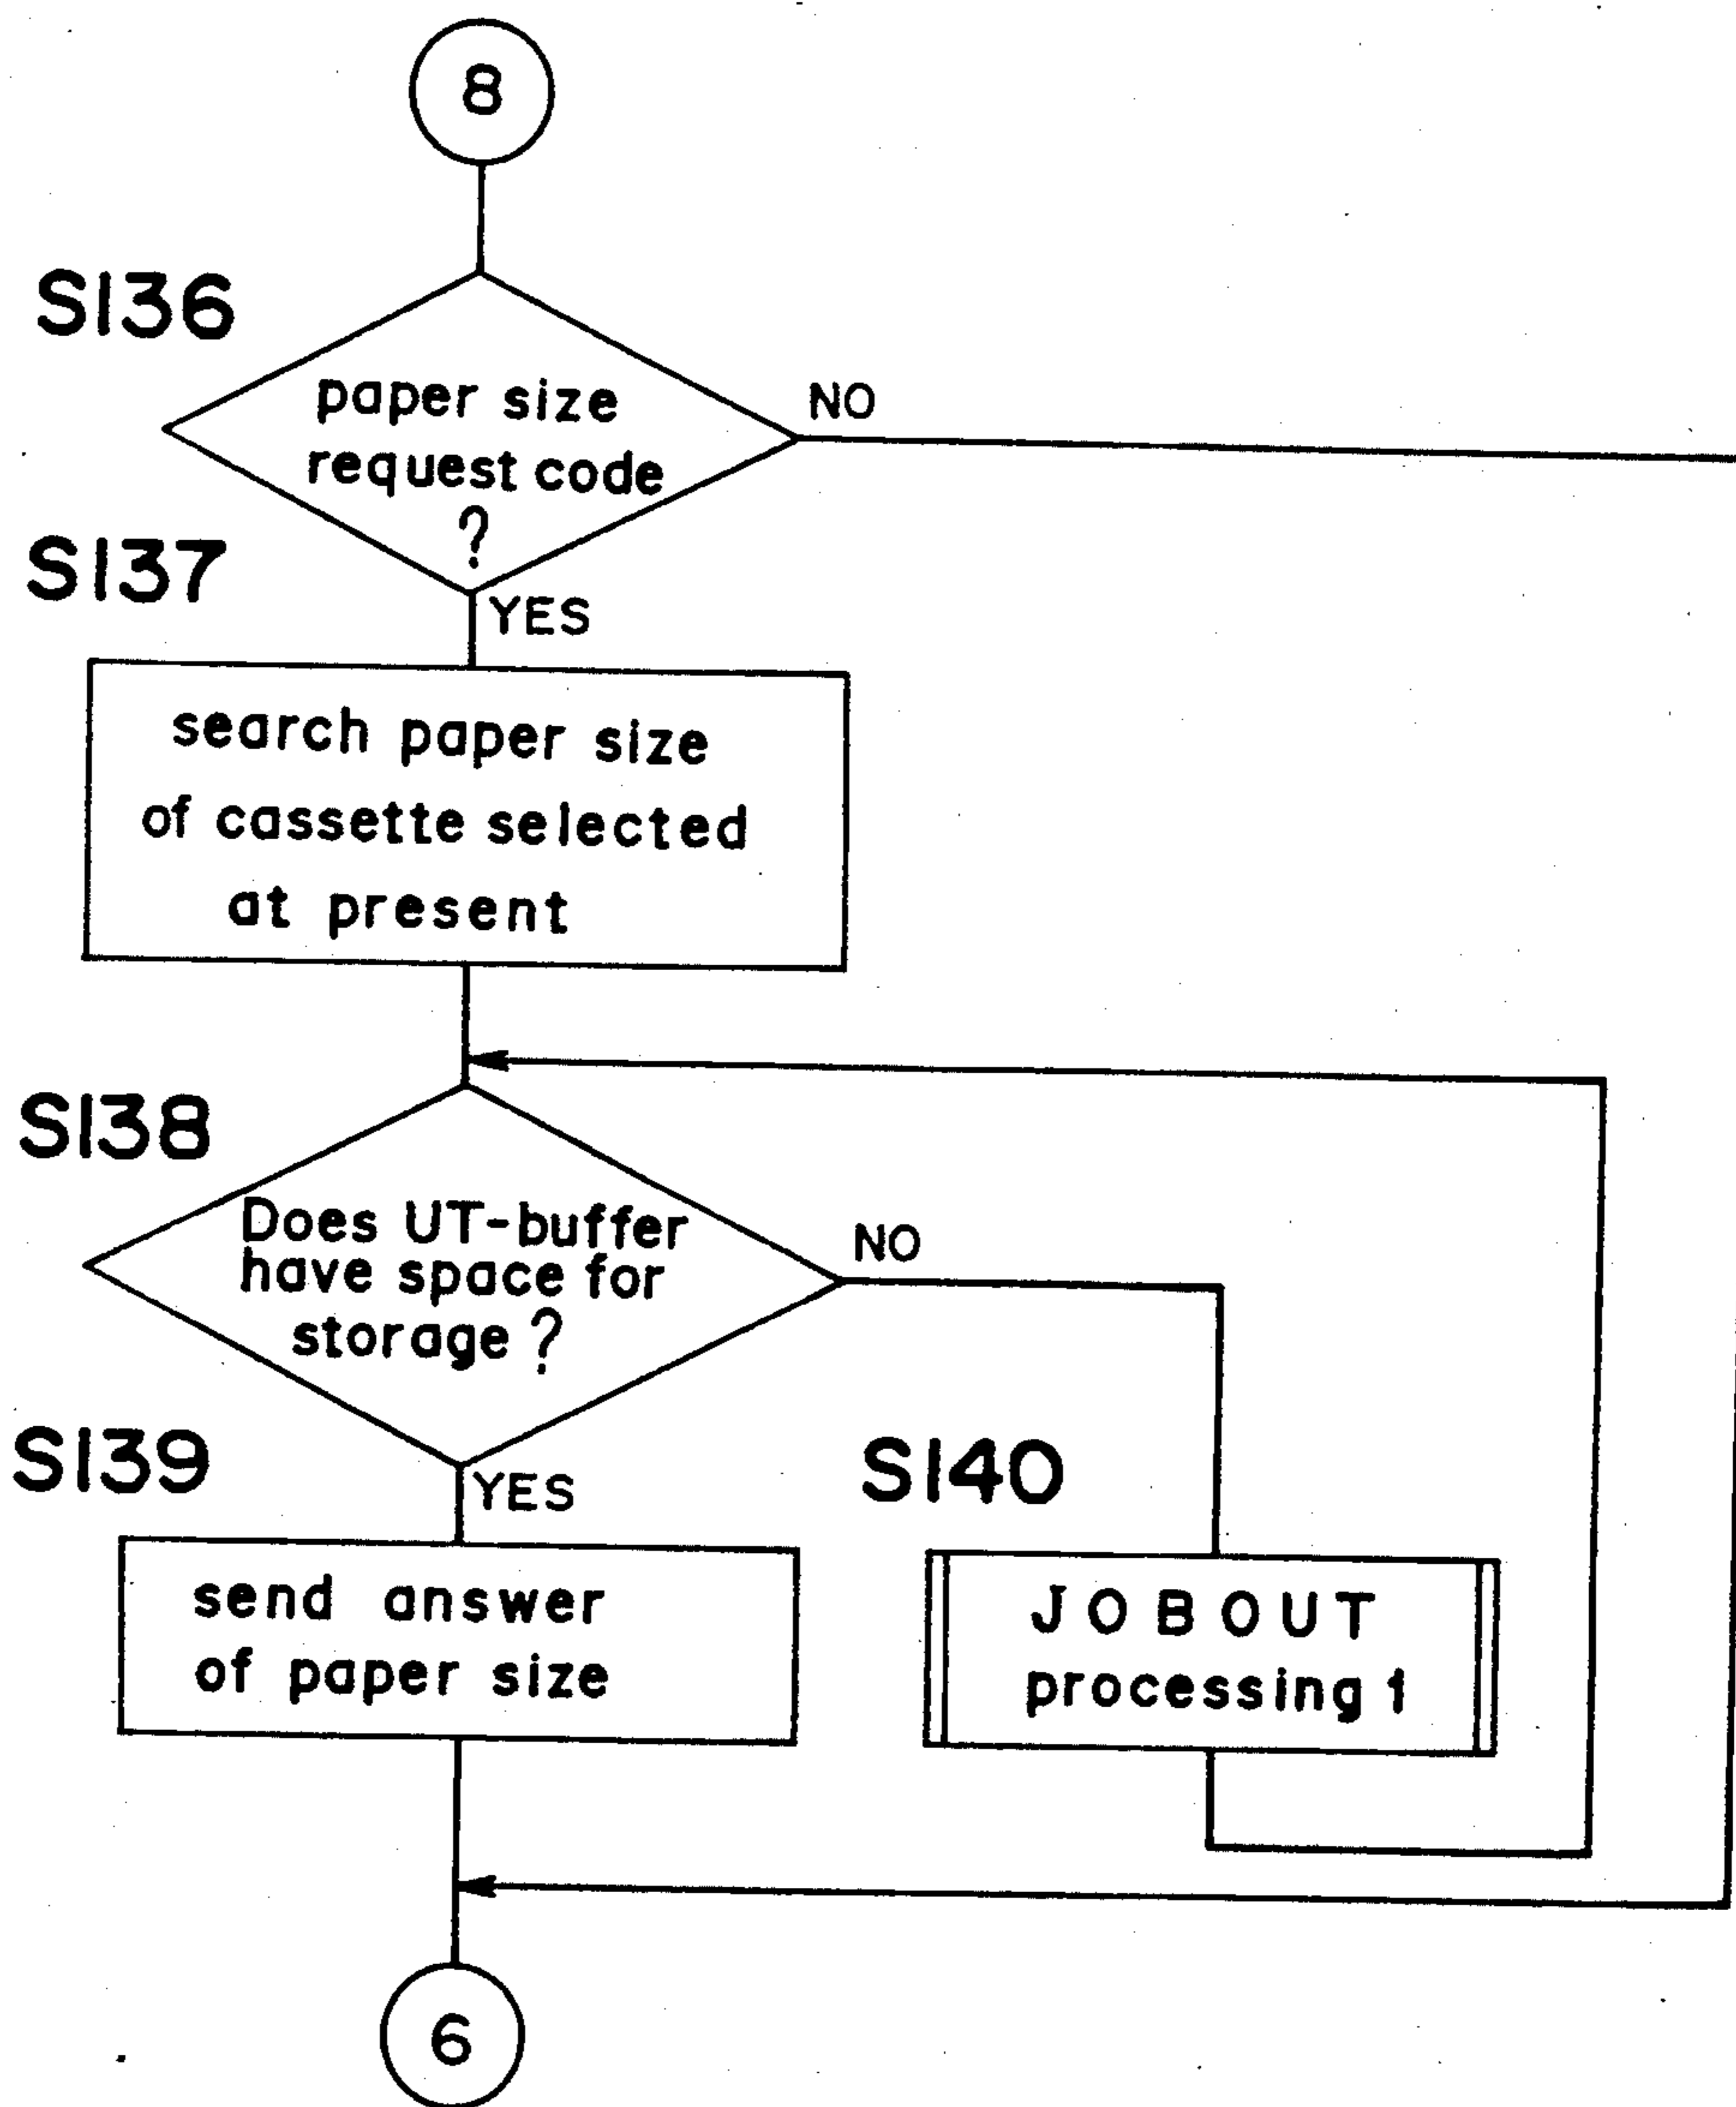 8
S136
paper size
NO
request code
?
S137
YES
search paper size
of cassette selected
at present
S138
Does UT-buffer
have space for
NO
storage ?
S139
YES
S140
send answer
of paper size
JOBOUT
processing 1
6